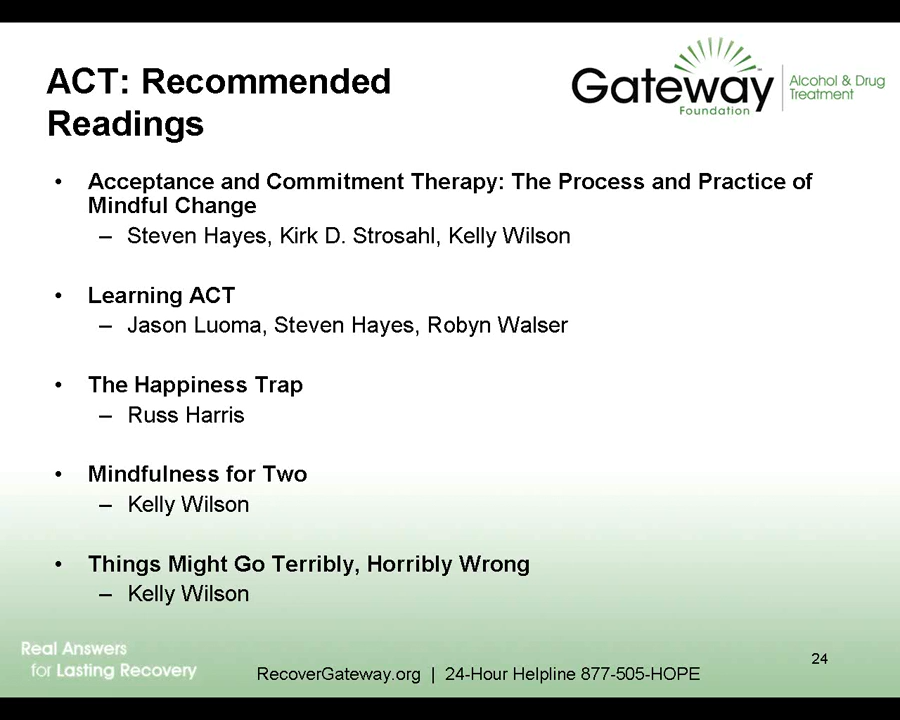 ACT: Recommended
Readings
Gateway
Foundation
Alcohol & Drug
Treatment
• Acceptance and Commitment Therapy: The Process and Practice of
Mindful Change
– Steven Hayes, Kirk D. Strosahl, Kelly Wilson
• Learning ACT
– Jason Luoma, Steven Hayes, Robyn Walser
• The Happiness Trap
– Russ Harris
• Mindfulness for Two
– Kelly Wilson
• Things Might Go Terribly, Horribly Wrong
– Kelly Wilson
Real Answers
for Lasting Recovery
RecoverGateway.org | 24-Hour Helpline 877-505-HOPE
24